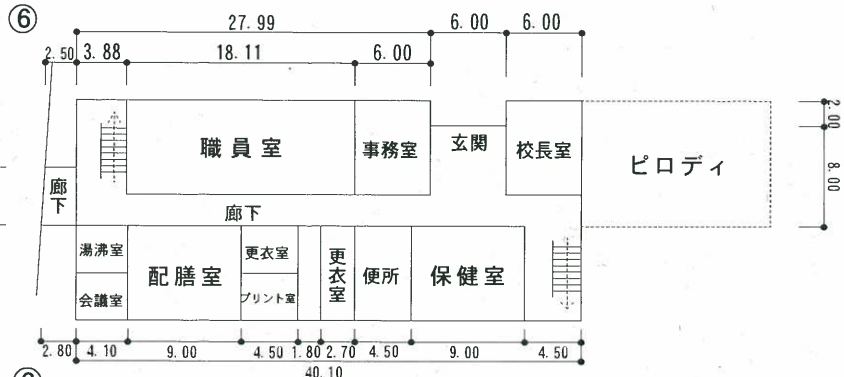 ⑥
27.99 6.00 6.00
2.50 3.88 18.11 6.00
職員室 事務室 玄関 校長室 ピロディ
2.00
8.00
廊下
廊下
湯沸室 配膳室 更衣室 更衣室 便所 保健室
会議室 プリント室
2.80 4.10 9.00 4.50 1.80 2.70 4.50 9.00 4.50
40.10